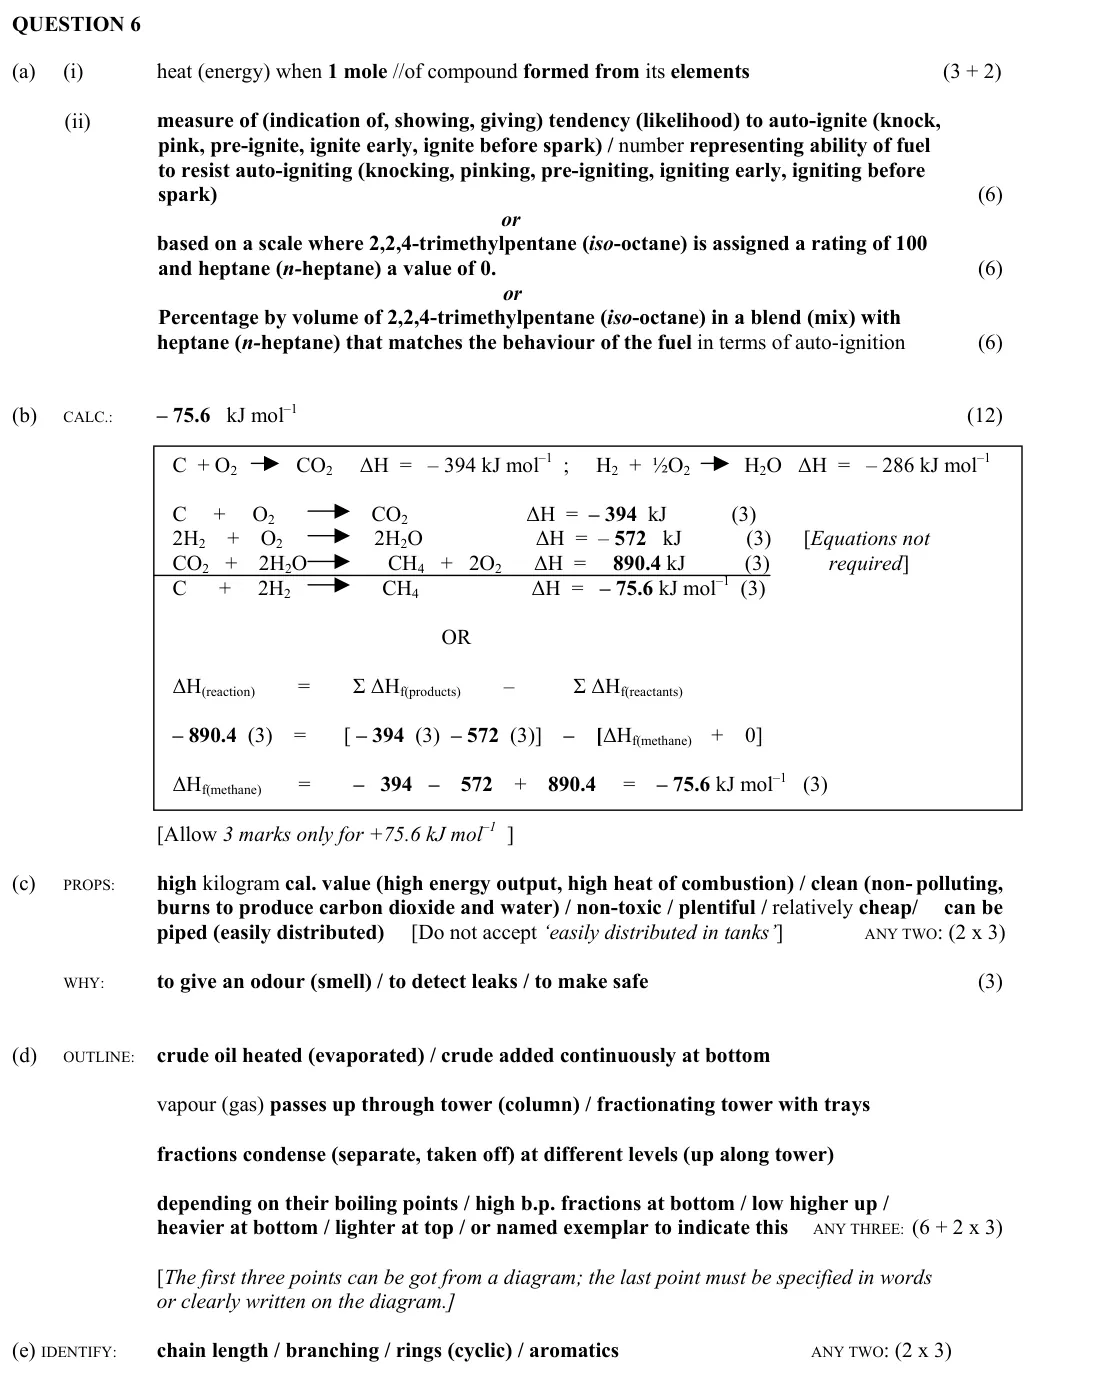 QUESTION 6
(a) (i) heat (energy) when 1 mole //of compound formed from its elements (3 + 2)
(ii) measure of (indication of, showing, giving) tendency (likelihood) to auto-ignite (knock,
pink, pre-ignite, ignite early, ignite before spark) / number representing ability of fuel
to resist auto-igniting (knocking, pinking, pre-igniting, igniting early, igniting before
spark) (6)
or
based on a scale where 2,2,4-trimethylpentane (iso-octane) is assigned a rating of 100
and heptane (n-heptane) a value of 0. (6)
or
Percentage by volume of 2,2,4-trimethylpentane (iso-octane) in a blend (mix) with
heptane (n-heptane) that matches the behaviour of the fuel in terms of auto-ignition (6)
(b) CALC.: – 75.6 kJ mol⁻¹ (12)
C + O₂ → CO₂ ΔH = – 394 kJ mol⁻¹ ; H₂ + ½O₂ → H₂O ΔH = – 286 kJ mol⁻¹
C + O₂ → CO₂ ΔH = – 394 kJ (3)
2H₂ + O₂ → 2H₂O ΔH = – 572 kJ (3) [Equations not
CO₂ + 2H₂O → CH₄ + 2O₂ ΔH = 890.4 kJ (3) required]
C + 2H₂ → CH₄ ΔH = – 75.6 kJ mol⁻¹ (3)
OR
ΔH(reaction) = Σ ΔHf(products) – Σ ΔHf(reactants)
– 890.4 (3) = [ – 394 (3) – 572 (3)] – [ΔHf(methane) + 0]
ΔHf(methane) = – 394 – 572 + 890.4 = – 75.6 kJ mol⁻¹ (3)
[Allow 3 marks only for +75.6 kJ mol⁻¹ ]
(c) PROPS: high kilogram cal. value (high energy output, high heat of combustion) / clean (non- polluting,
burns to produce carbon dioxide and water) / non-toxic / plentiful / relatively cheap/ can be
piped (easily distributed) [Do not accept ‘easily distributed in tanks’] ANY TWO: (2 x 3)
WHY: to give an odour (smell) / to detect leaks / to make safe (3)
(d) OUTLINE: crude oil heated (evaporated) / crude added continuously at bottom
vapour (gas) passes up through tower (column) / fractionating tower with trays
fractions condense (separate, taken off) at different levels (up along tower)
depending on their boiling points / high b.p. fractions at bottom / low higher up /
heavier at bottom / lighter at top / or named exemplar to indicate this ANY THREE: (6 + 2 x 3)
[The first three points can be got from a diagram; the last point must be specified in words
or clearly written on the diagram.]
(e) IDENTIFY: chain length / branching / rings (cyclic) / aromatics ANY TWO: (2 x 3)